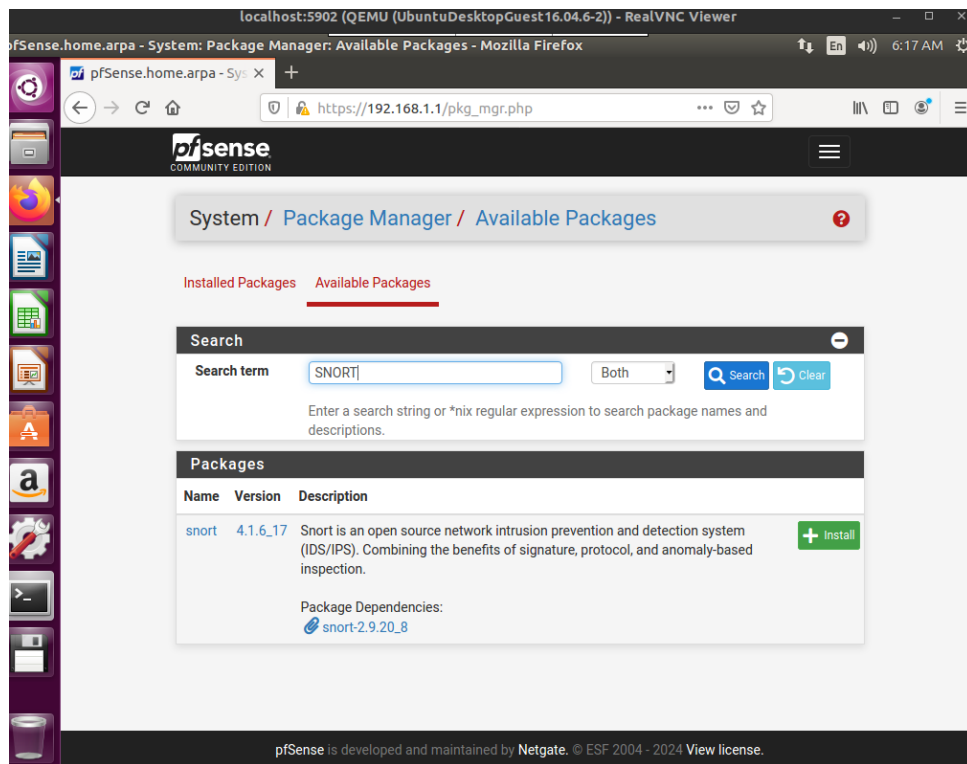 localhost:5902 (QEMU (UbuntuDesktopGuest16.04.6-2)) - RealVNC Viewer
ofSense.home.arpa - System: Package Manager: Available Packages - Mozilla Firefox
En
6:17 AM
pfSense.home.arpa - Sys
https://192.168.1.1/pkg_mgr.php
pfsense
COMMUNITY EDITION
System / Package Manager / Available Packages
Installed Packages Available Packages
Search
Search term SNORT Both Search Clear
Enter a search string or *nix regular expression to search package names and
descriptions.
Packages
Name Version Description
snort 4.1.6_17 Snort is an open source network intrusion prevention and detection system
(IDS/IPS). Combining the benefits of signature, protocol, and anomaly-based
inspection.
Install
Package Dependencies:
snort-2.9.20_8
pfSense is developed and maintained by Netgate. © ESF 2004 - 2024 View license.